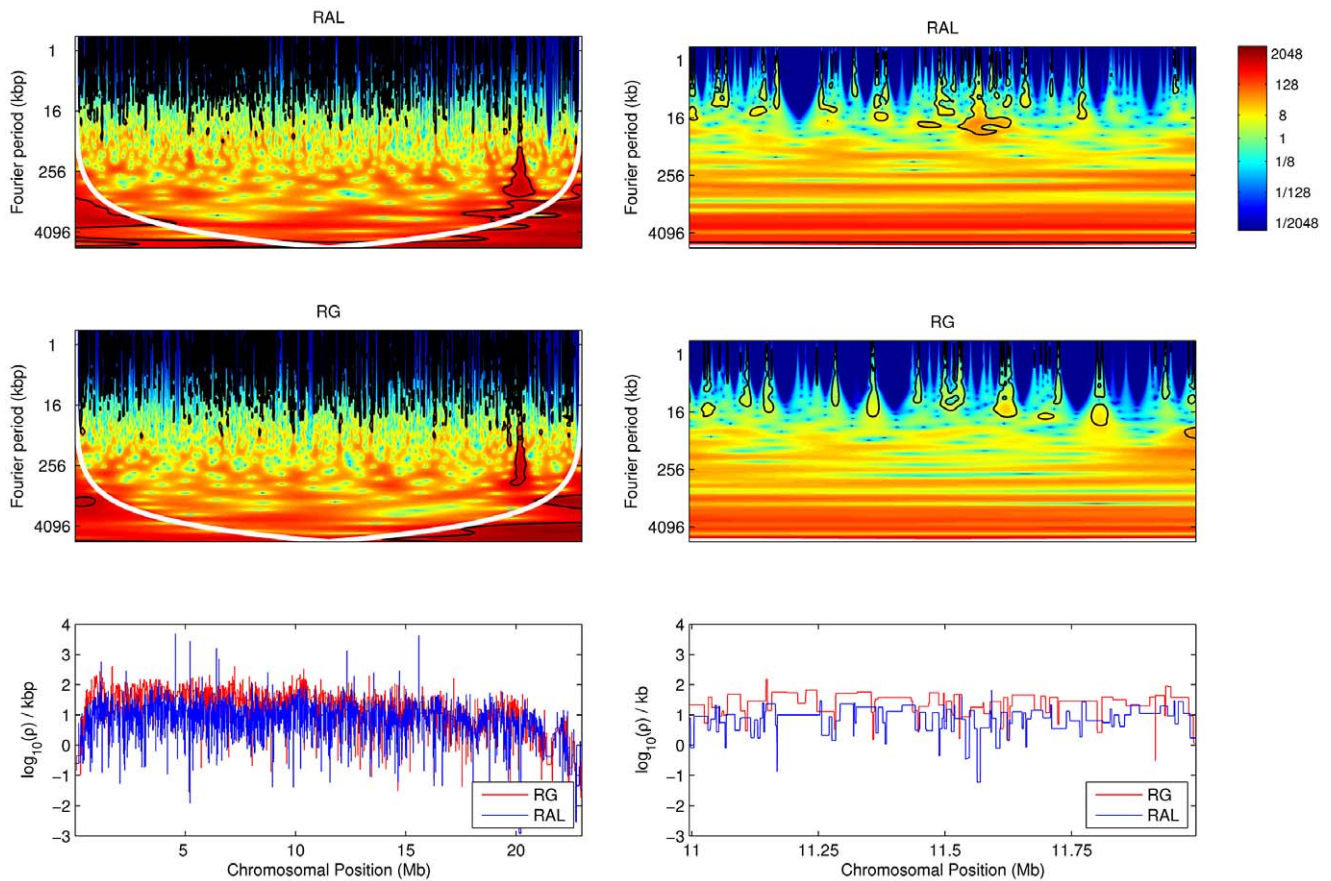 RAL
1
16
256
4096
Fourier period (kbp)
RAL
1
16
256
4096
Fourier period (kb)
2048
128
8
1
1/8
1/128
1/2048
RG
1
16
256
4096
Fourier period (kbp)
RG
1
16
256
4096
Fourier period (kb)
4
3
2
1
0
−1
−2
−3
log10(ρ) / kbp
RG
RAL
5
10
15
20
Chromosomal Position (Mb)
4
3
2
1
0
−1
−2
−3
log10(ρ) / kb
RG
RAL
11
11.25
11.5
11.75
Chromosomal Position (Mb)